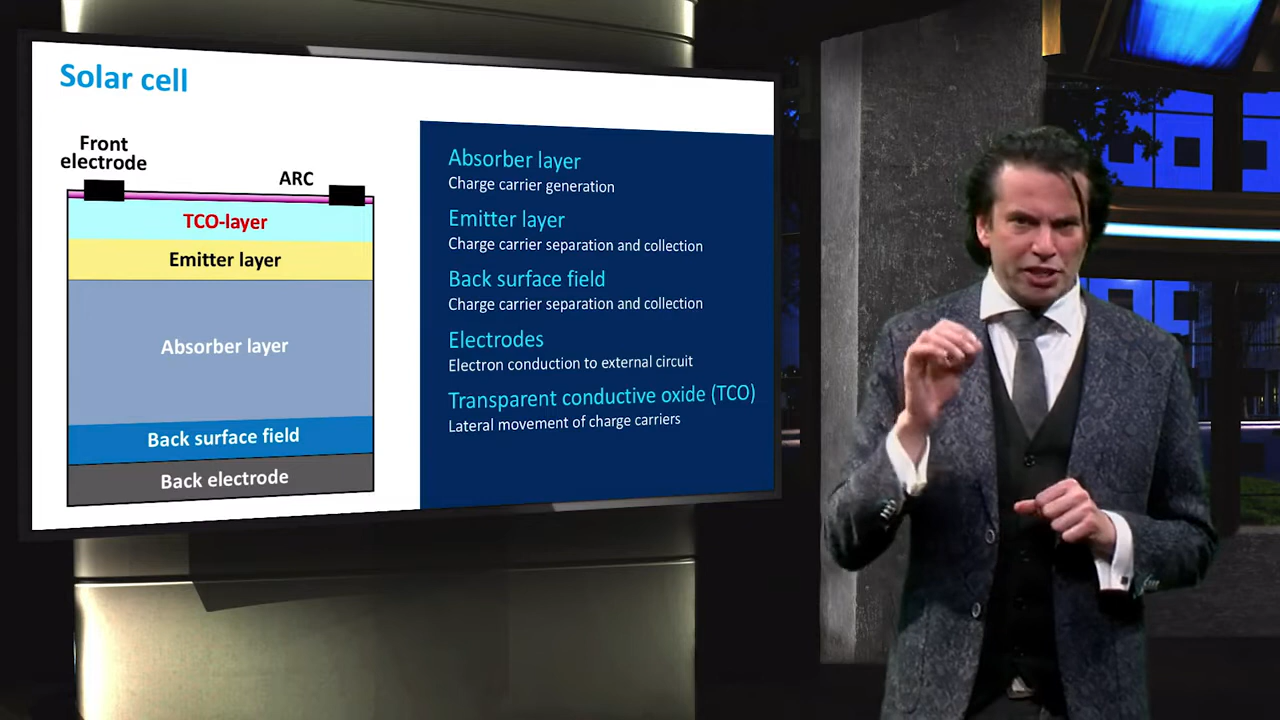 Solar cell
Front
electrode
ARC
TCO-layer
Emitter layer
Absorber layer
Back surface field
Back electrode
Absorber layer
Charge carrier generation
Emitter layer
Charge carrier separation and collection
Back surface field
Charge carrier separation and collection
Electrodes
Electron conduction to external circuit
Transparent conductive oxide (TCO)
Lateral movement of charge carriers